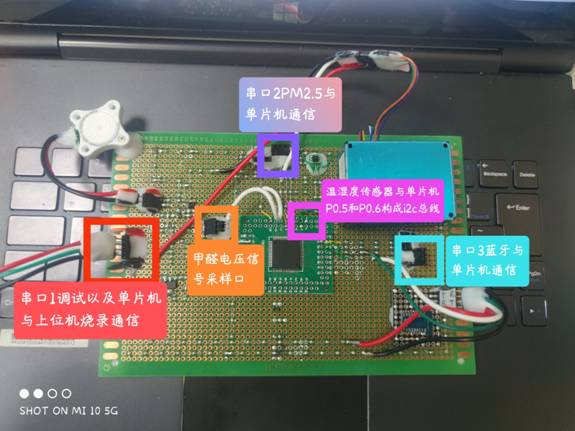 串口2PM2.5与
单片机通信
温湿度传感器与单片机
P0.5和P0.6构成i2c总线
甲醛电压信
号采样口
串口3蓝牙与
单片机通信
串口1调试以及单片机
与上位机烧录通信
Backspace
Delete
Enter
SHOT ON MI 10 5G